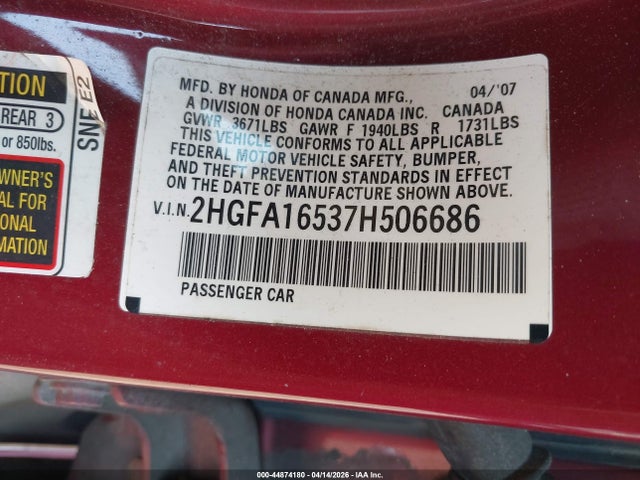 TION
REAR 3
or 850lbs.
WNER'S
AL FOR
ONAL
MATION
SNE E2
MFD. BY HONDA OF CANADA MFG., 04/'07
A DIVISION OF HONDA CANADA INC. CANADA
GVWR 3671LBS GAWR F 1940LBS R 1731LBS
THIS VEHICLE CONFORMS TO ALL APPLICABLE
FEDERAL MOTOR VEHICLE SAFETY, BUMPER,
AND THEFT PREVENTION STANDARDS IN EFFECT
ON THE DATE OF MANUFACTURE SHOWN ABOVE.
V.I.N. 2HGFA16537H506686
PASSENGER CAR
000-44874180 - 04/14/2026 - IAA Inc.